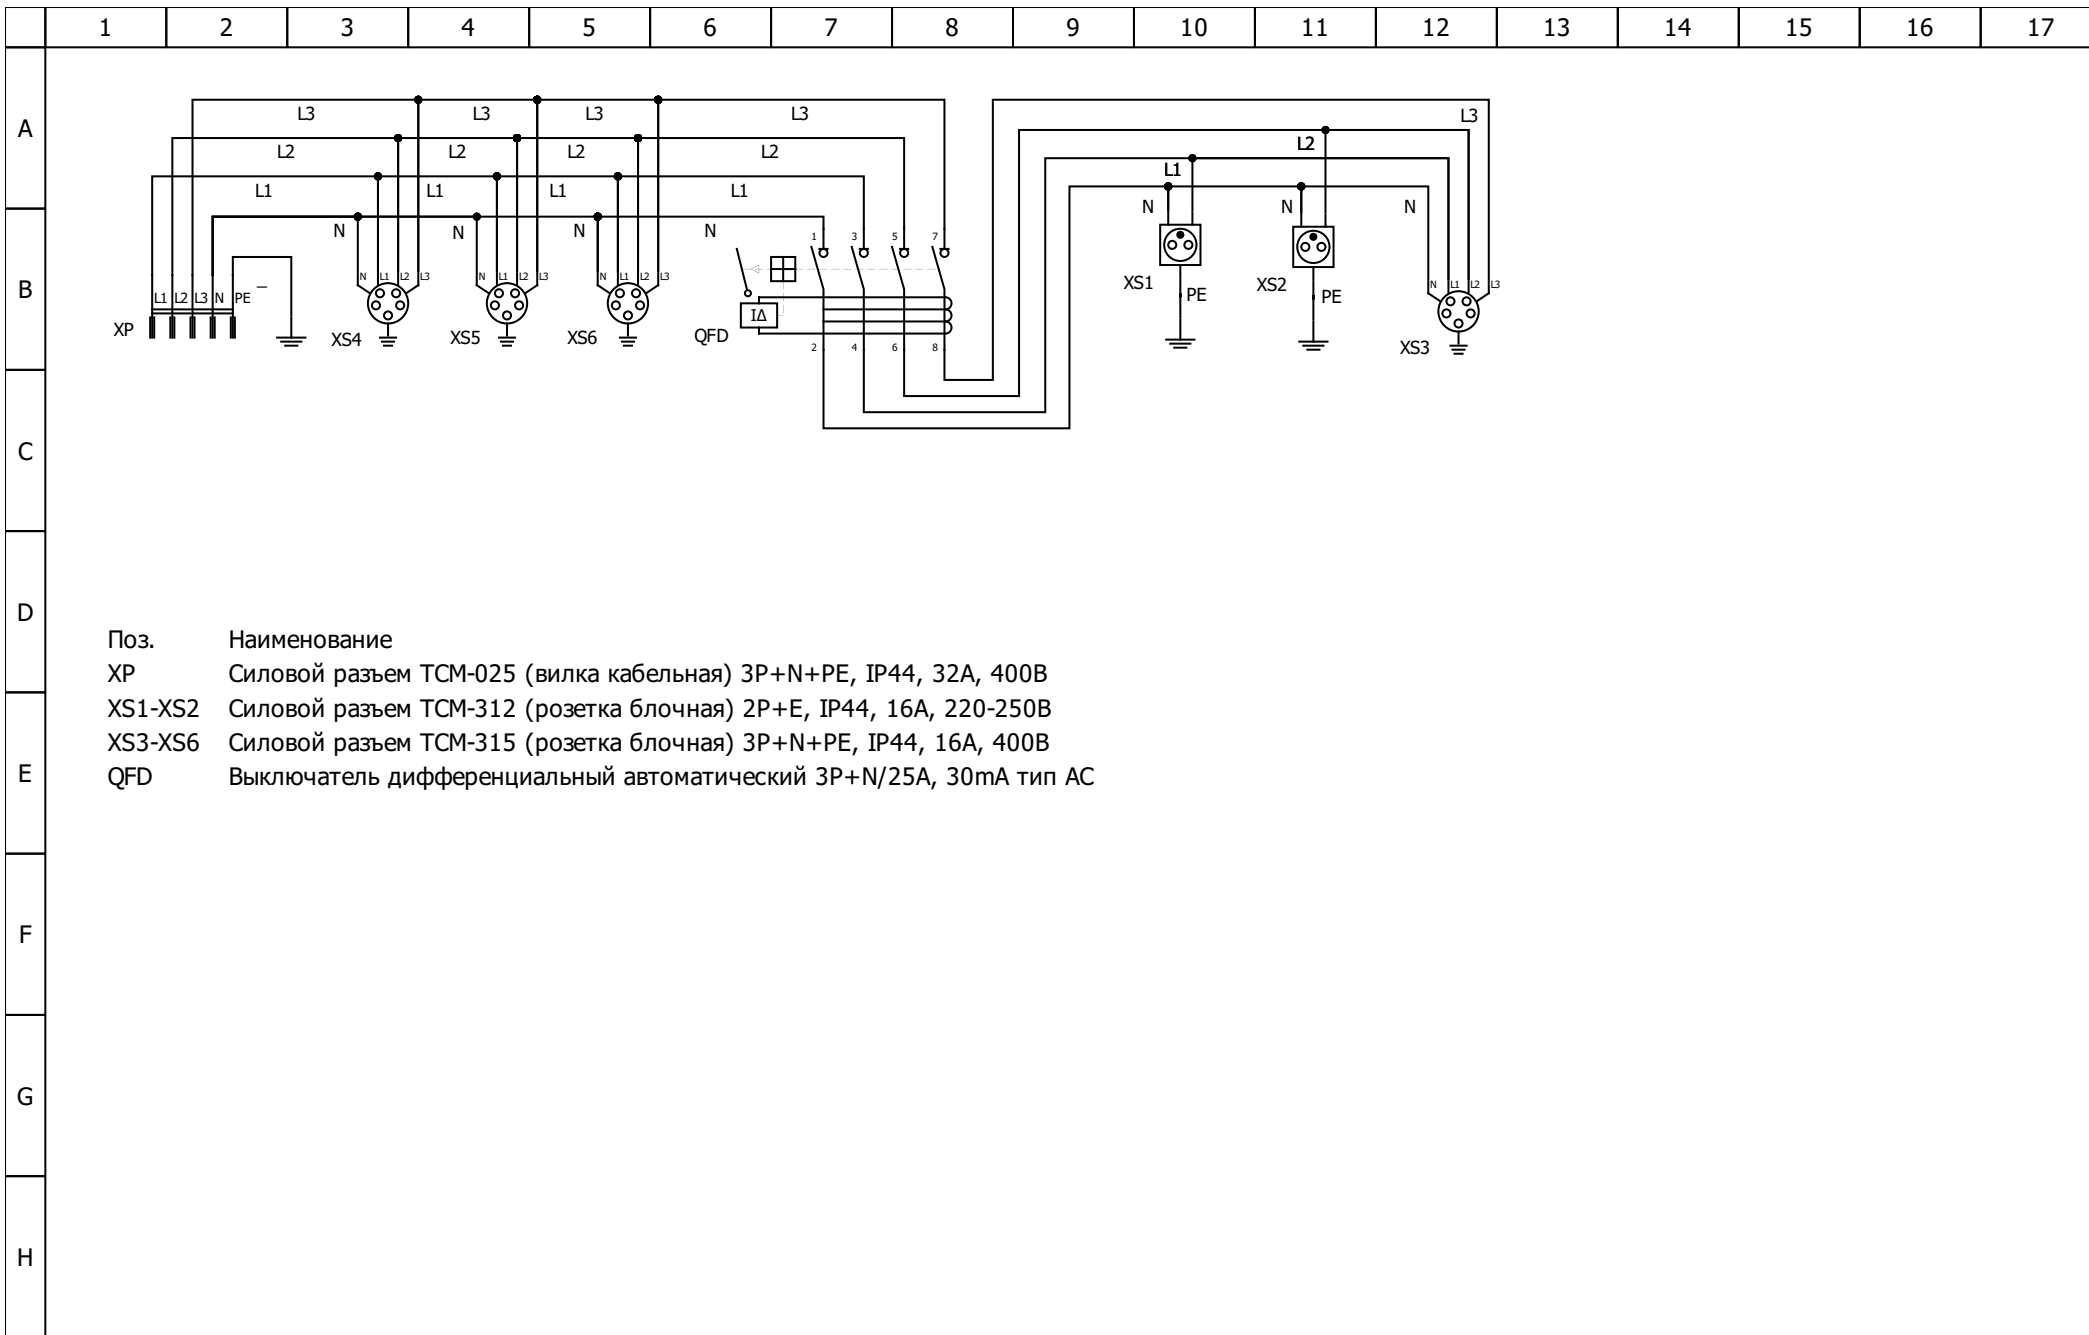 1 2 3 4 5 6 7 8 9 10 11 12 13 14 15 16 17
A
L3 L3 L3 L3 L3
L2 L2 L2 L2 L2
L1 L1 L1 L1 L1
N N N N N N N
B
1 3 5 7
L1 L2 L3 N PE –
N L1 L2 L3
N L1 L2 L3
N L1 L2 L3
N L1 L2 L3
XS1 PE XS2 PE
XP XS4 XS5 XS6 QFD IΔ XS3
2 4 6 8
C
D
Поз. Наименование
XP Силовой разъем ТСМ-025 (вилка кабельная) 3P+N+PE, IP44, 32А, 400В
XS1-XS2 Силовой разъем ТСМ-312 (розетка блочная) 2P+E, IP44, 16А, 220-250В
XS3-XS6 Силовой разъем ТСМ-315 (розетка блочная) 3P+N+PE, IP44, 16А, 400В
E
QFD Выключатель дифференциальный автоматический 3P+N/25А, 30mA тип АС
F
G
H